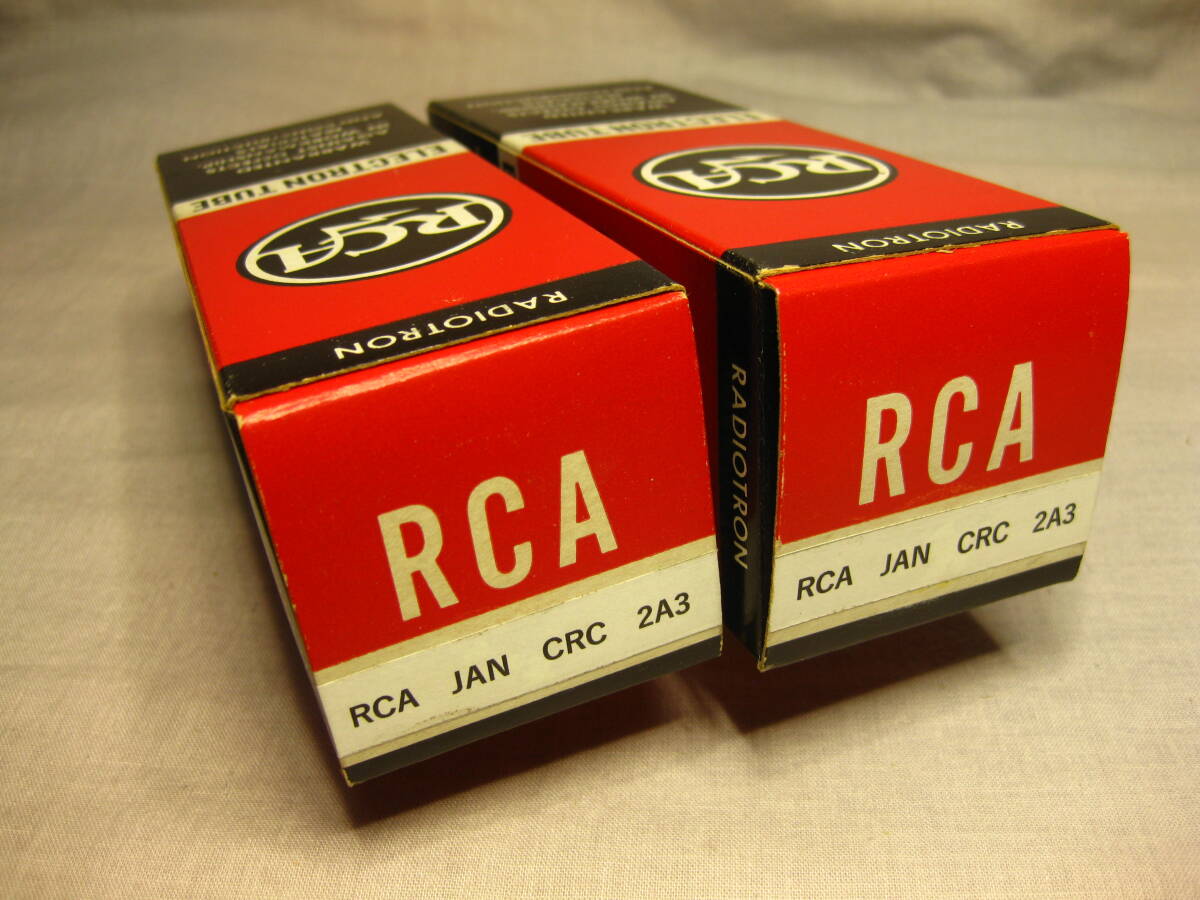 ELECTRON TUBE
RCA
RADIOTRON
RCA
RCA JAN CRC 2A3
ELECTRON TUBE
RCA
RADIOTRON
RADIOTRON
RCA
RCA JAN CRC 2A3